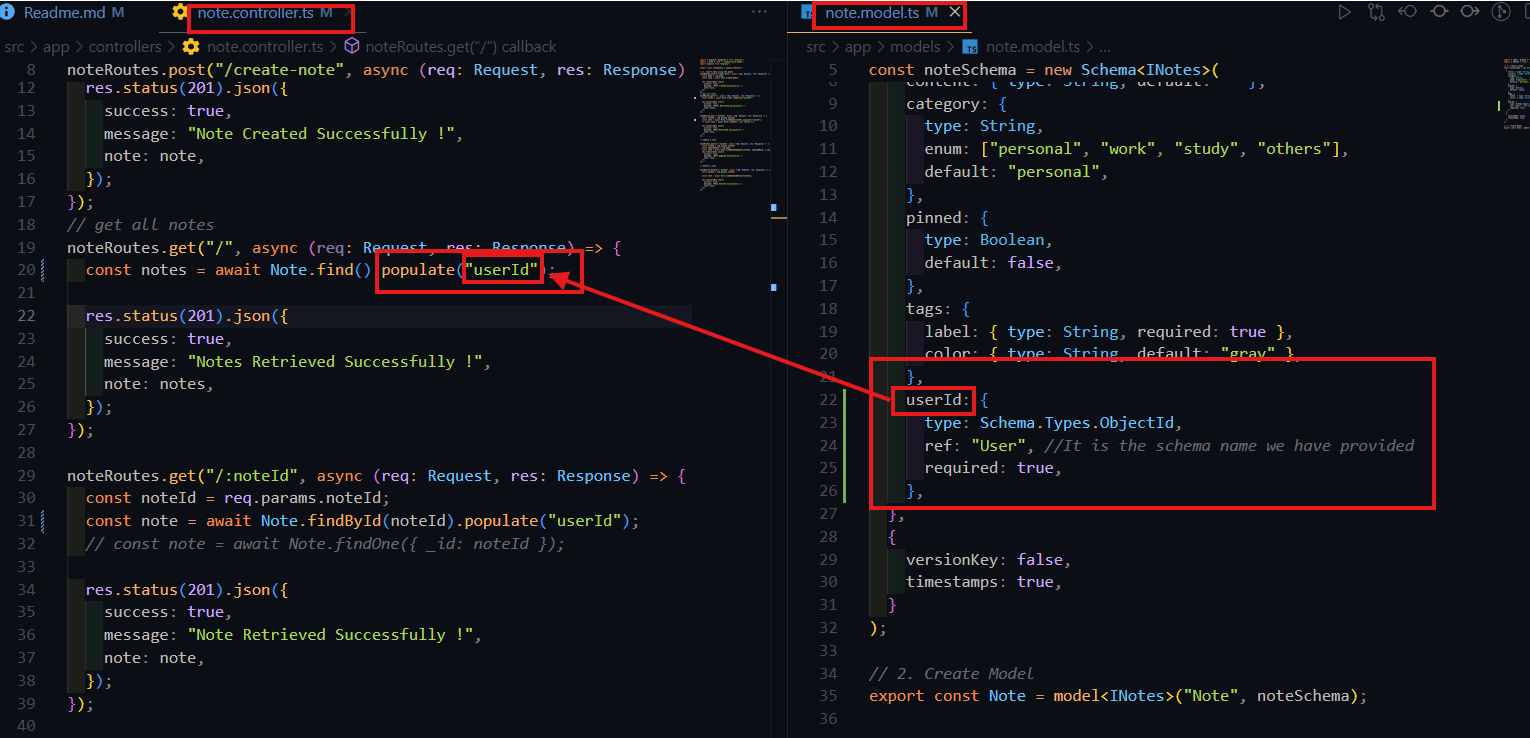 Readme.md M
note.controller.ts M
src > app > controllers > note.controller.ts > noteRoutes.get("/") callback
8 noteRoutes.post("/create-note", async (req: Request, res: Response)
12 res.status(201).json({
13 success: true,
14 message: "Note Created Successfully !",
15 note: note,
16 });
17 });
18 // get all notes
19 noteRoutes.get("/", async (req: Request, res: Response) => {
20 const notes = await Note.find() populate("userId");
21
22 res.status(201).json({
23 success: true,
24 message: "Notes Retrieved Successfully !",
25 note: notes,
26 });
27 });
28
29 noteRoutes.get("/:noteId", async (req: Request, res: Response) => {
30 const noteId = req.params.noteId;
31 const note = await Note.findById(noteId).populate("userId");
32 // const note = await Note.findOne({ _id: noteId });
33
34 res.status(201).json({
35 success: true,
36 message: "Note Retrieved Successfully !",
37 note: note,
38 });
39 });
40
TS note.model.ts M
src > app > models > TS note.model.ts > ...
5 const noteSchema = new Schema<INotes>(
content: { type: String, default: },
9 category: {
10 type: String,
11 enum: ["personal", "work", "study", "others"],
12 default: "personal",
13 },
14 pinned: {
15 type: Boolean,
16 default: false,
17 },
18 tags: {
19 label: { type: String, required: true },
20 color: { type: String, default: "gray" },
21 },
22 userId: {
23 type: Schema.Types.ObjectId,
24 ref: "User", //It is the schema name we have provided
25 required: true,
26 },
27 },
28 {
29 versionKey: false,
30 timestamps: true,
31 }
32 );
33
34 // 2. Create Model
35 export const Note = model<INotes>("Note", noteSchema);
36